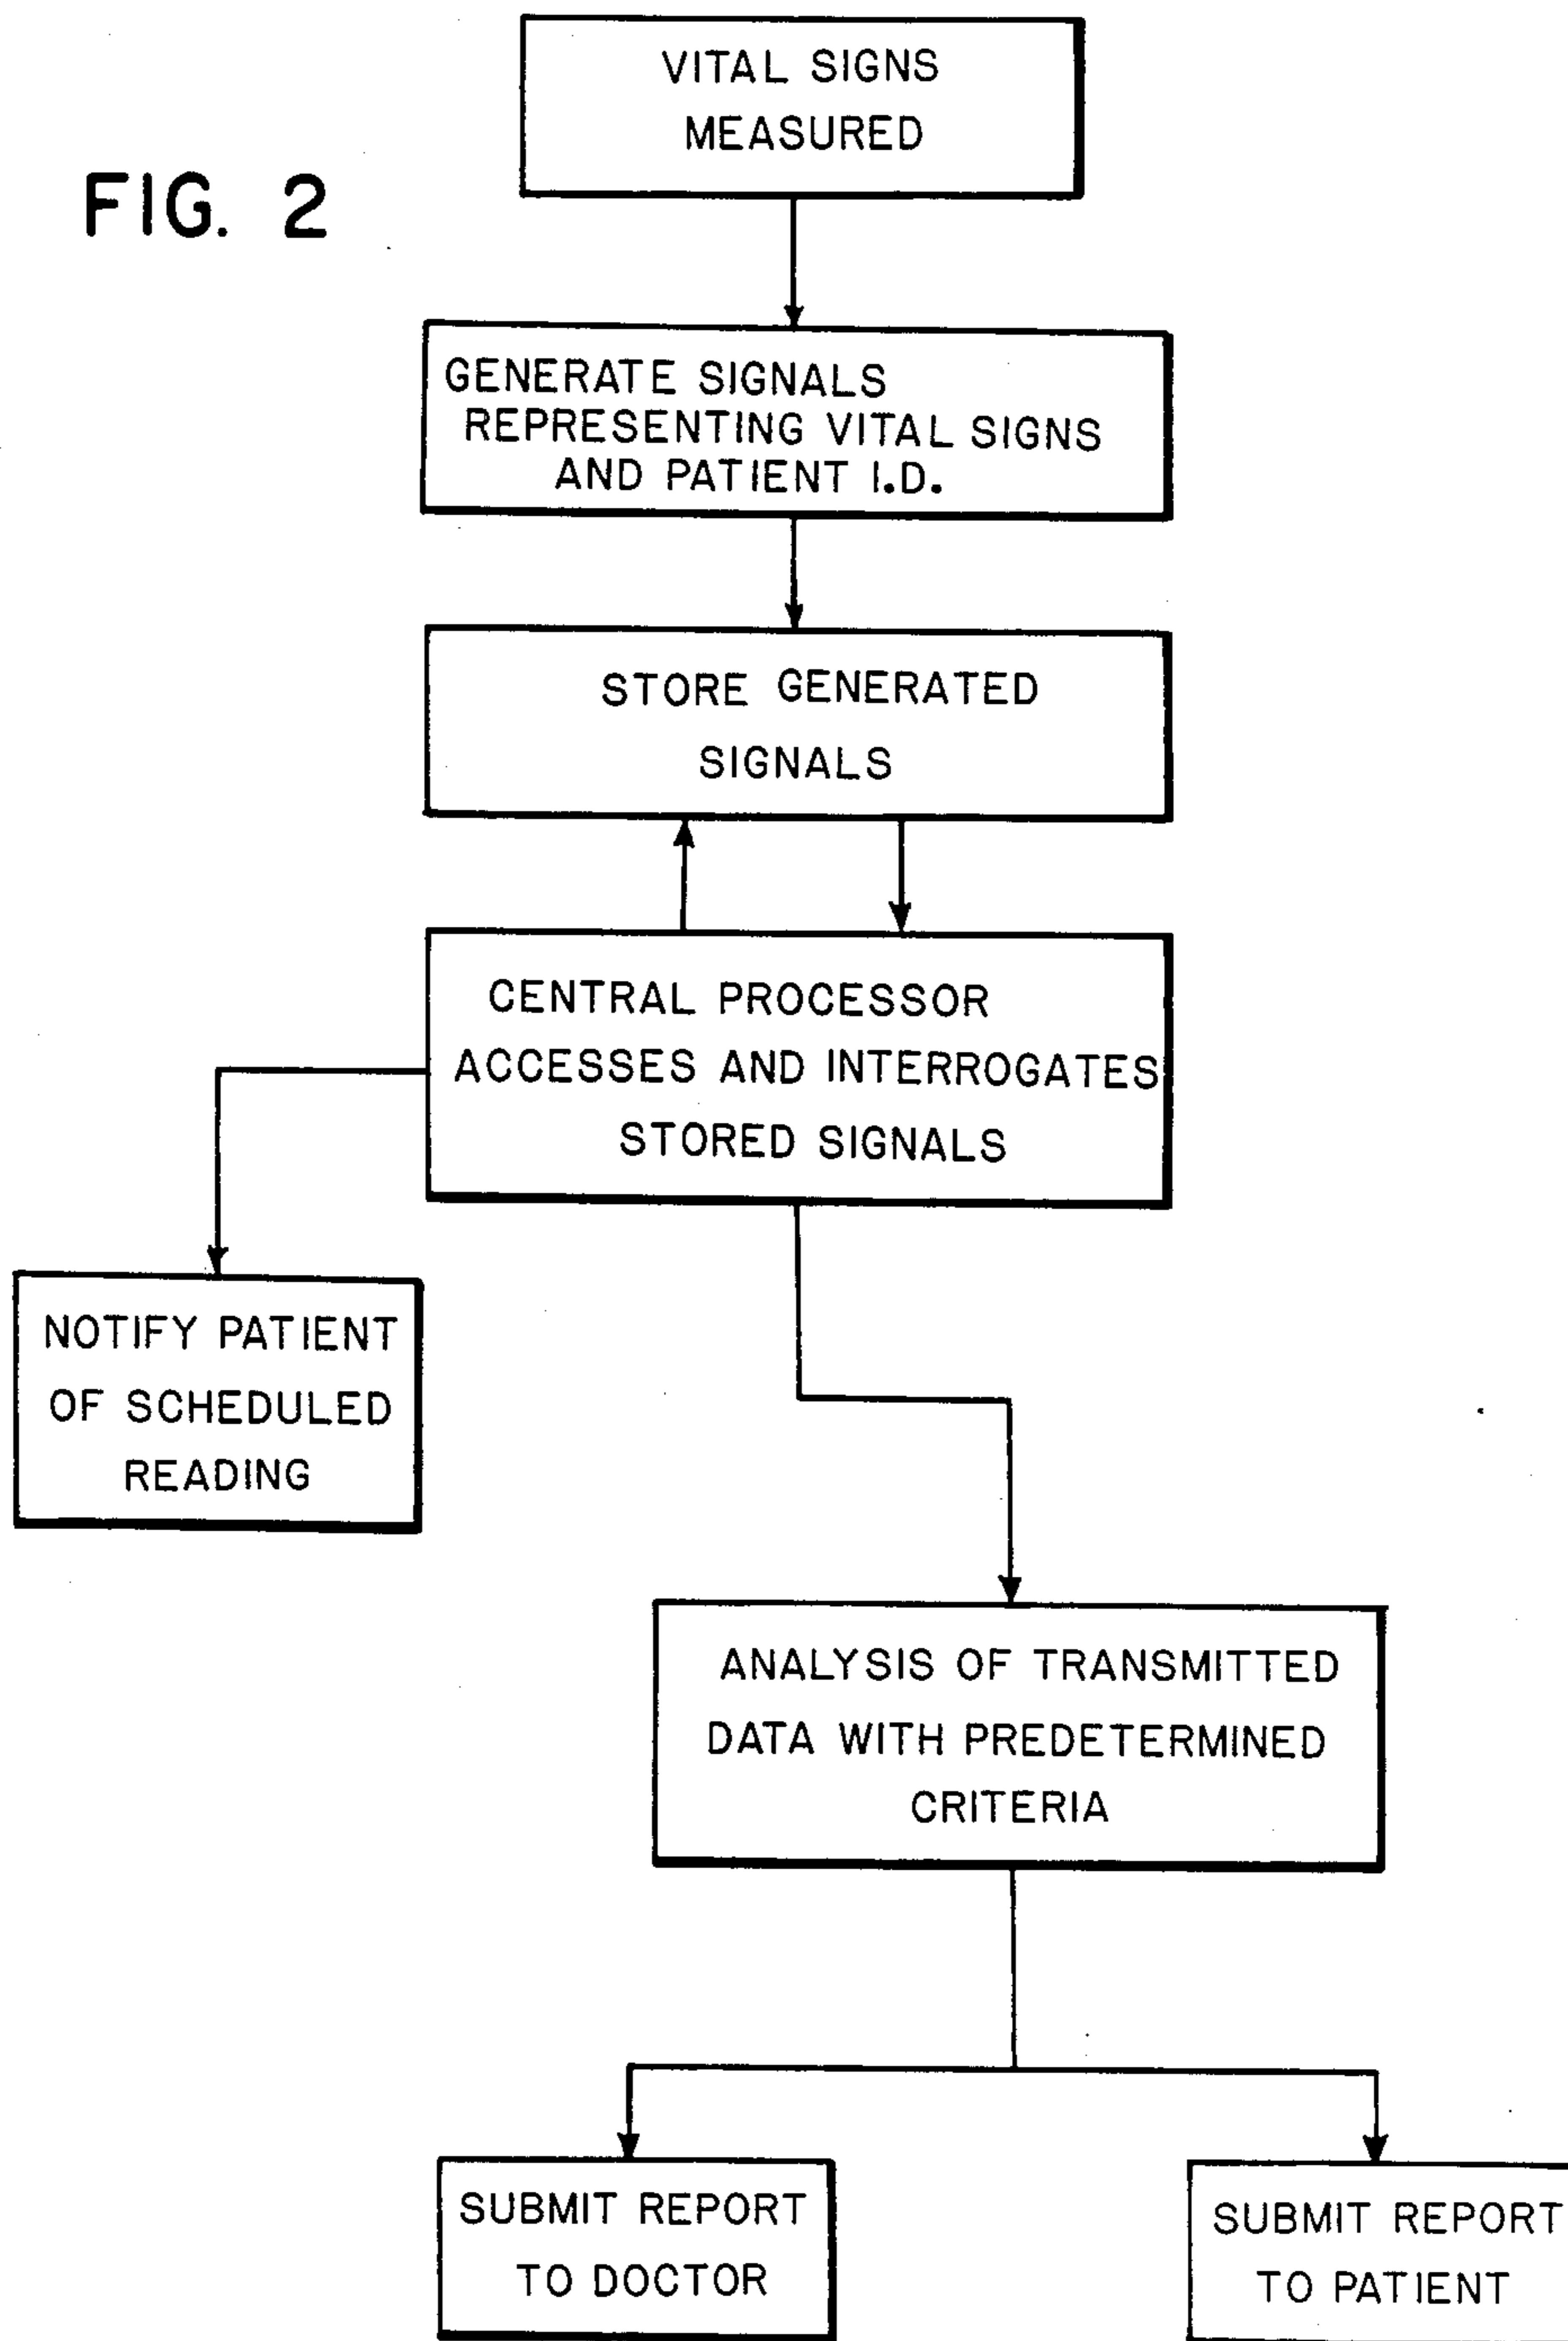 VITAL SIGNS
MEASURED
FIG. 2
GENERATE SIGNALS
REPRESENTING VITAL SIGNS
AND PATIENT I.D.
STORE GENERATED
SIGNALS
CENTRAL PROCESSOR
ACCESSES AND INTERROGATES
STORED SIGNALS
NOTIFY PATIENT
OF SCHEDULED
READING
ANALYSIS OF TRANSMITTED
DATA WITH PREDETERMINED
CRITERIA
SUBMIT REPORT
TO DOCTOR
SUBMIT REPORT
TO PATIENT